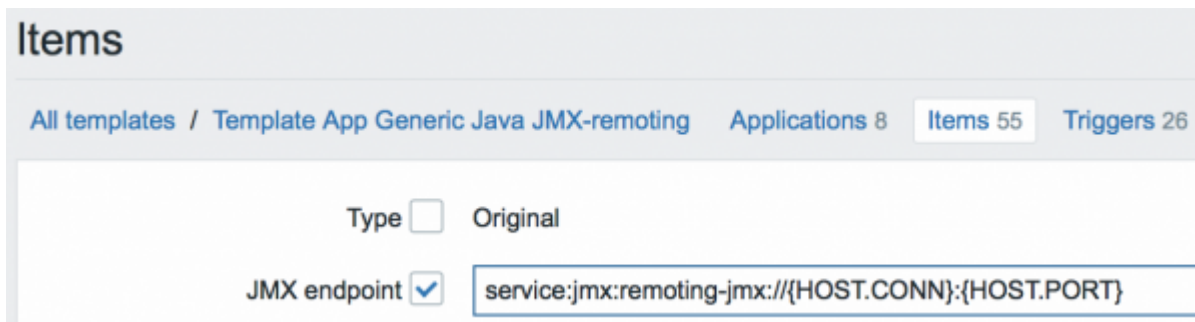 Items
All templates / Template App Generic Java JMX-remoting Applications 8 Items 55 Triggers 26
Type Original
JMX endpoint service:jmx:remoting-jmx://{HOST.CONN}:{HOST.PORT}